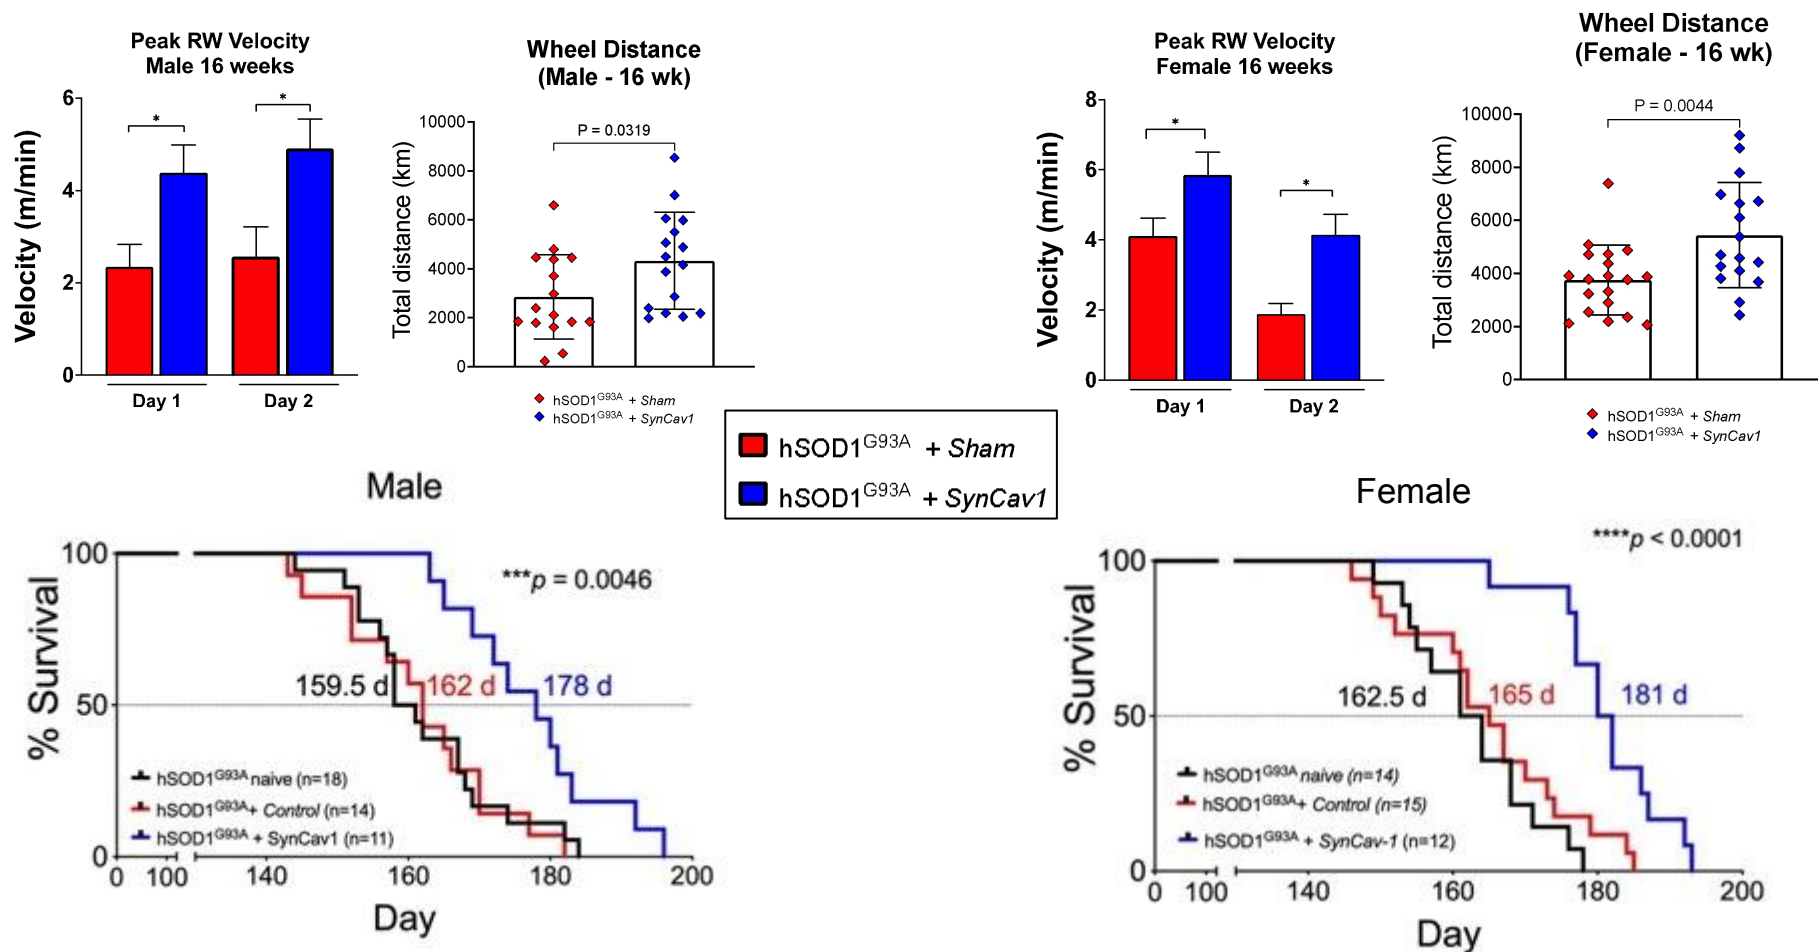 Peak RW Velocity
Male 16 weeks
Velocity (m/min)
6
4
2
0
*
*
Day 1
Day 2
Wheel Distance
(Male - 16 wk)
Total distance (km)
10000
8000
6000
4000
2000
0
P = 0.0319
hSOD1G93A + Sham
hSOD1G93A + SynCav1
Peak RW Velocity
Female 16 weeks
Velocity (m/min)
8
6
4
2
0
*
*
Day 1
Day 2
Wheel Distance
(Female - 16 wk)
Total distance (km)
10000
8000
6000
4000
2000
0
P = 0.0044
hSOD1G93A + Sham
hSOD1G93A + SynCav1
hSOD1G93A + Sham
hSOD1G93A + SynCav1
Male
% Survival
100
50
0
***p = 0.0046
159.5 d
162 d
178 d
hSOD1G93A naive (n=18)
hSOD1G93A+ Control (n=14)
hSOD1G93A + SynCav1 (n=11)
0 100 140 160 180 200
Day
Female
% Survival
100
50
0
****p < 0.0001
162.5 d
165 d
181 d
hSOD1G93A naive (n=14)
hSOD1G93A+ Control (n=15)
hSOD1G93A + SynCav-1 (n=12)
0 100 140 160 180 200
Day